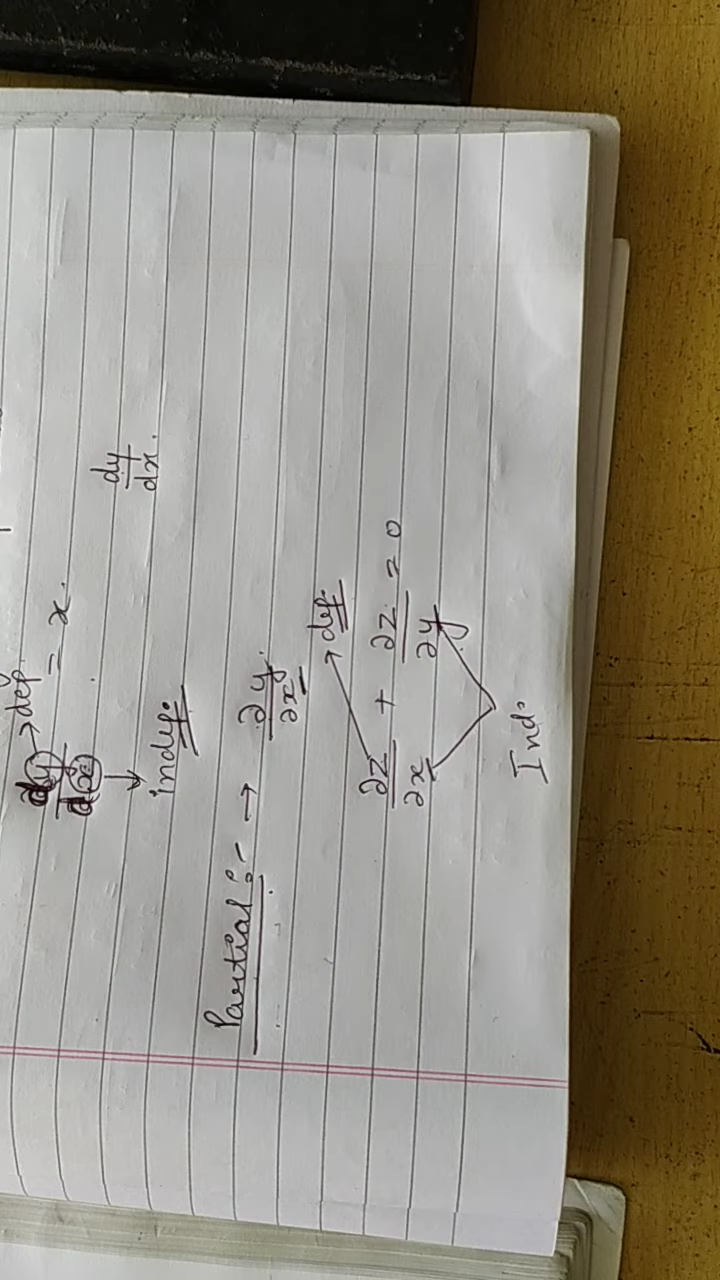 dy/dx = x. → dep.
↓
indep. dy/dx.
Partial :- → ∂y/∂x.
→ dep.
∂z/∂x + ∂z/∂y = 0
Ind.